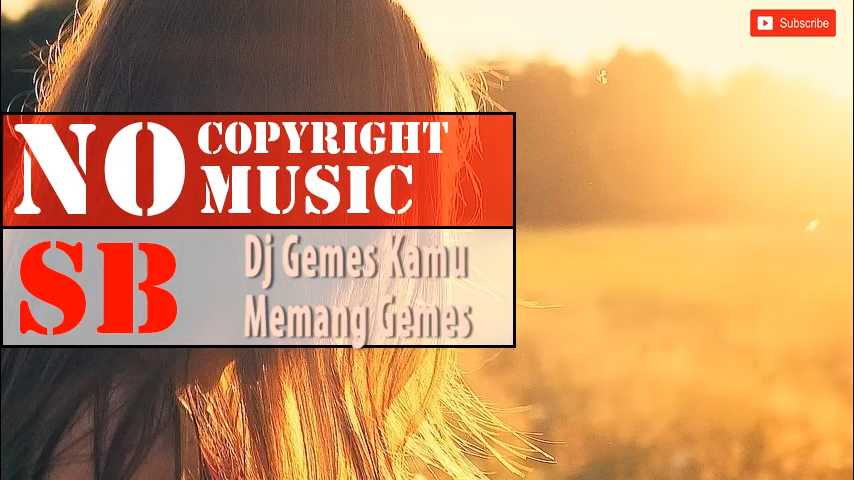 Subscribe
NO COPYRIGHT
MUSIC
SB
Dj Gemes Kamu
Memang Gemes